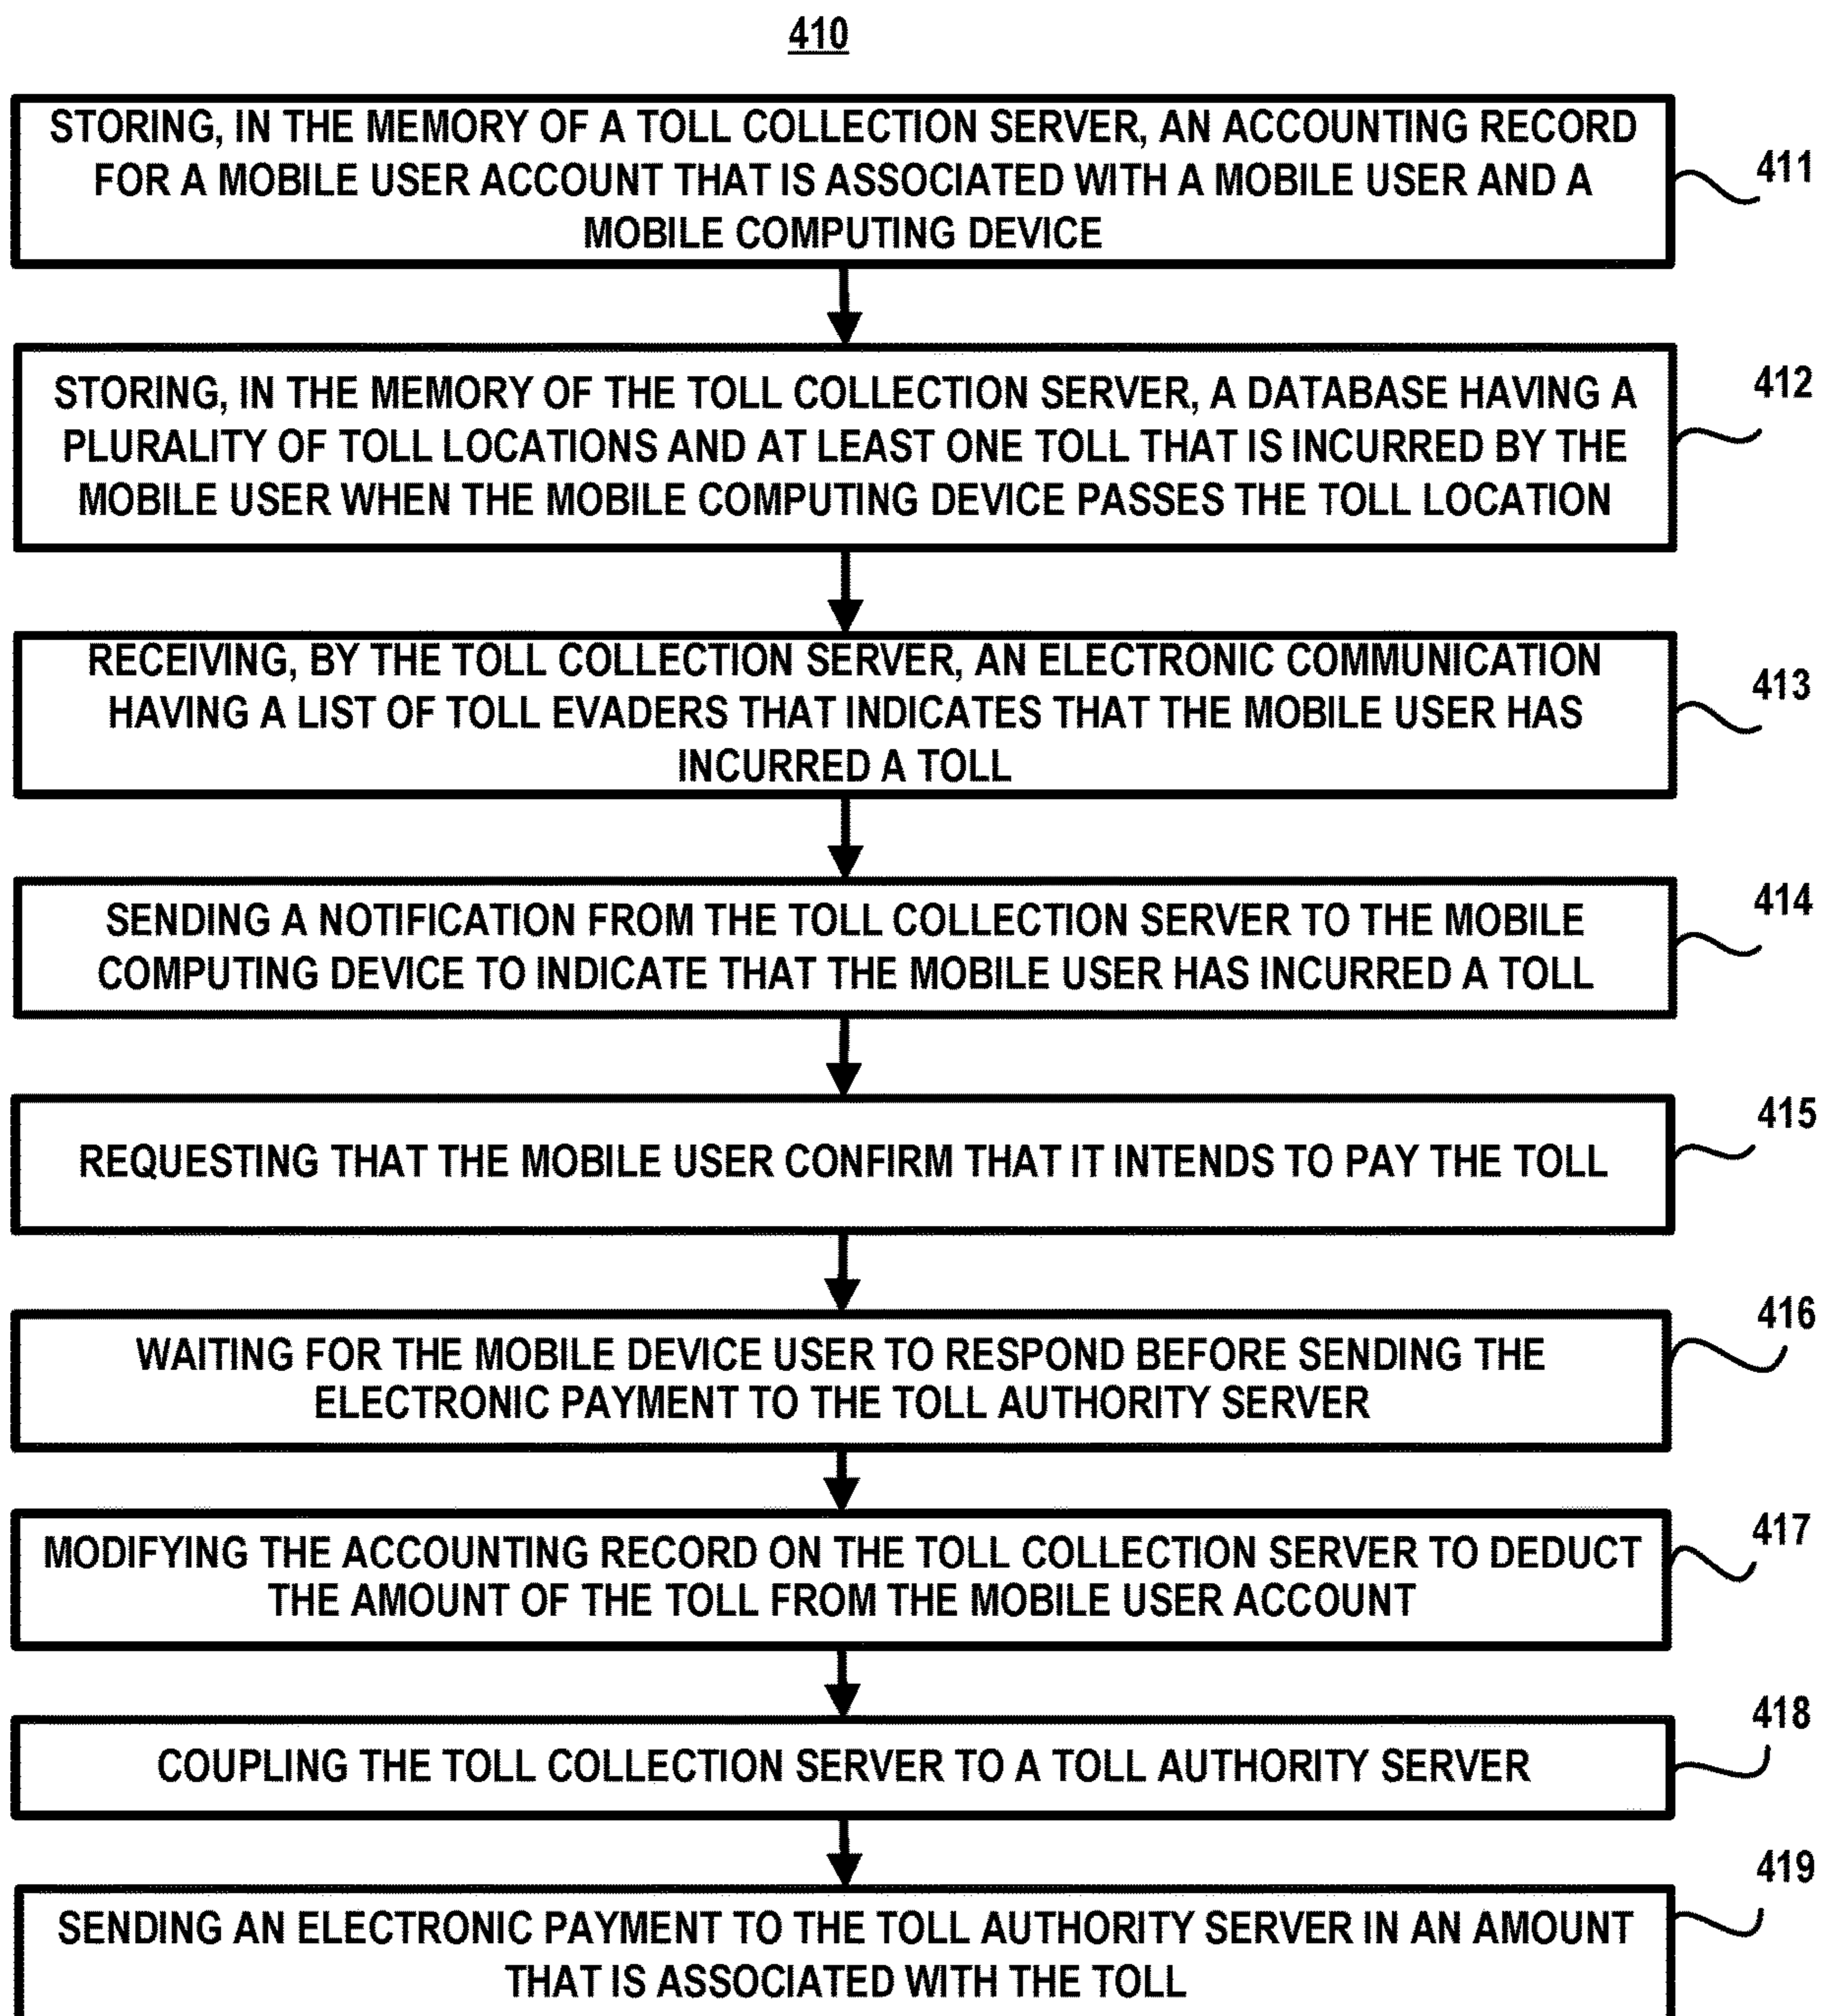 410
STORING, IN THE MEMORY OF A TOLL COLLECTION SERVER, AN ACCOUNTING RECORD
FOR A MOBILE USER ACCOUNT THAT IS ASSOCIATED WITH A MOBILE USER AND A
MOBILE COMPUTING DEVICE
411
STORING, IN THE MEMORY OF THE TOLL COLLECTION SERVER, A DATABASE HAVING A
PLURALITY OF TOLL LOCATIONS AND AT LEAST ONE TOLL THAT IS INCURRED BY THE
MOBILE USER WHEN THE MOBILE COMPUTING DEVICE PASSES THE TOLL LOCATION
412
RECEIVING, BY THE TOLL COLLECTION SERVER, AN ELECTRONIC COMMUNICATION
HAVING A LIST OF TOLL EVADERS THAT INDICATES THAT THE MOBILE USER HAS
INCURRED A TOLL
413
SENDING A NOTIFICATION FROM THE TOLL COLLECTION SERVER TO THE MOBILE
COMPUTING DEVICE TO INDICATE THAT THE MOBILE USER HAS INCURRED A TOLL
414
REQUESTING THAT THE MOBILE USER CONFIRM THAT IT INTENDS TO PAY THE TOLL
415
WAITING FOR THE MOBILE DEVICE USER TO RESPOND BEFORE SENDING THE
ELECTRONIC PAYMENT TO THE TOLL AUTHORITY SERVER
416
MODIFYING THE ACCOUNTING RECORD ON THE TOLL COLLECTION SERVER TO DEDUCT
THE AMOUNT OF THE TOLL FROM THE MOBILE USER ACCOUNT
417
COUPLING THE TOLL COLLECTION SERVER TO A TOLL AUTHORITY SERVER
418
SENDING AN ELECTRONIC PAYMENT TO THE TOLL AUTHORITY SERVER IN AN AMOUNT
THAT IS ASSOCIATED WITH THE TOLL
419